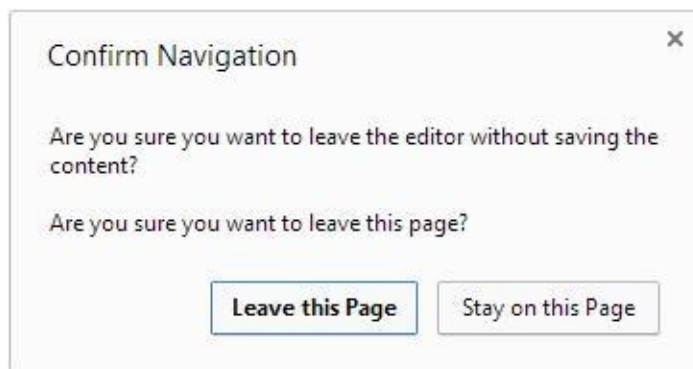 Confirm Navigation
Are you sure you want to leave the editor without saving the
content?
Are you sure you want to leave this page?
Leave this Page
Stay on this Page